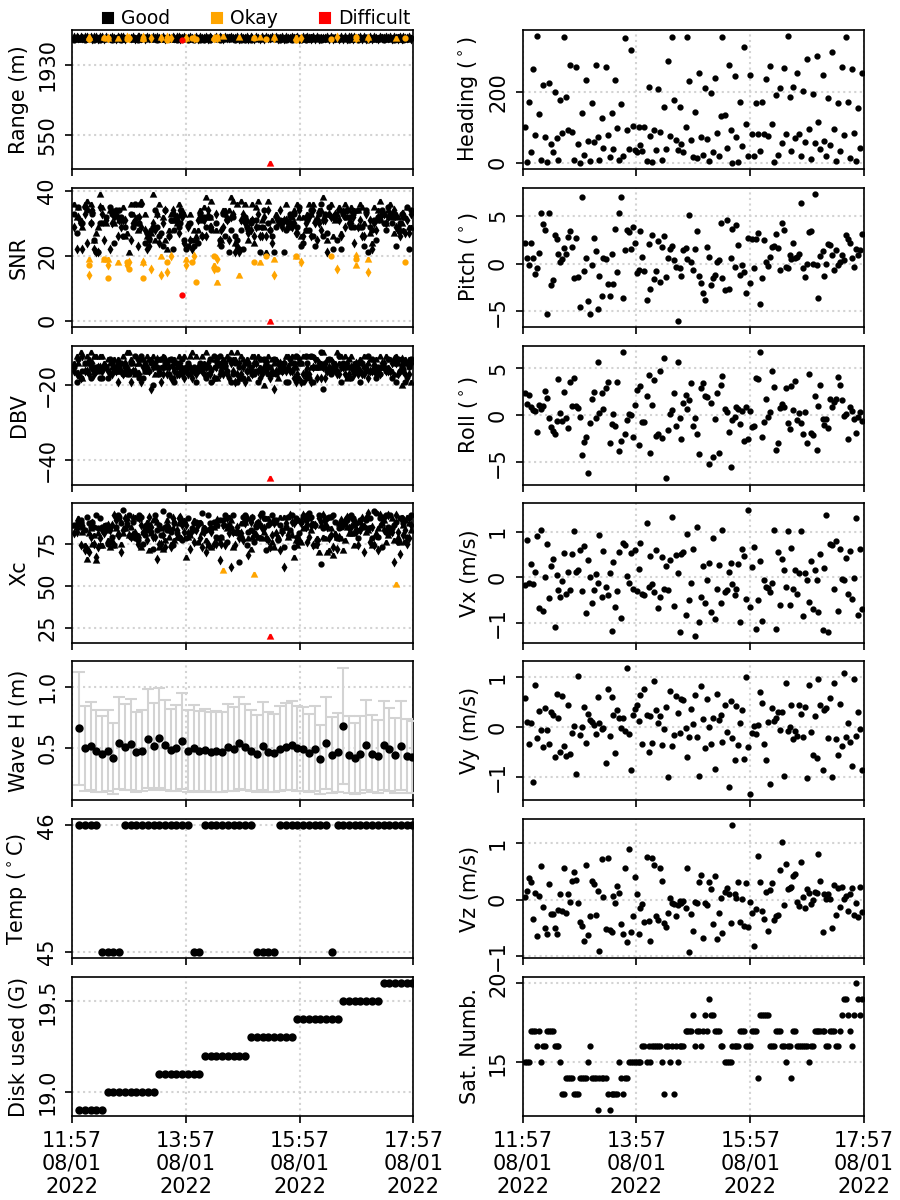 Good Okay Difficult
Range (m)
1930
550
Heading (°)
200
0
SNR
40
20
0
Pitch (°)
5
0
−5
DBV
−20
−40
Roll (°)
5
0
−5
Xc
75
50
25
Vx (m/s)
1
0
−1
Wave H (m)
1.0
0.5
Vy (m/s)
1
0
−1
Temp (°C)
46
45
Vz (m/s)
1
0
−1
Disk used (G)
19.5
19.0
Sat. Numb.
20
15
11:57 13:57 15:57 17:57
08/01 08/01 08/01 08/01
2022 2022 2022 2022
11:57 13:57 15:57 17:57
08/01 08/01 08/01 08/01
2022 2022 2022 2022